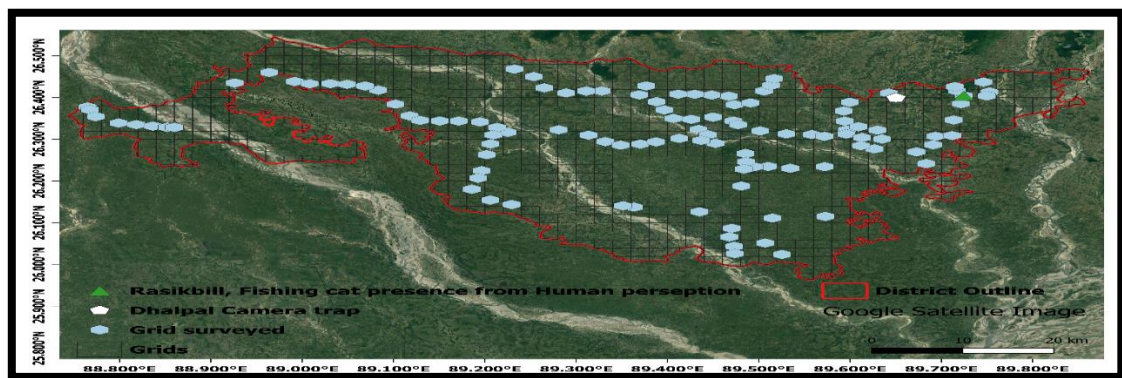 26.500°N
26.400°N
26.300°N
26.200°N
26.100°N
26.000°N
25.900°N
25.800°N
Rasikbill, Fishing cat presence from Human perseption
Dhalpal Camera trap
Grid surveyed
Grids
District Outline
Google Satellite Image
0 10 20 km
88.800°E 88.900°E 89.000°E 89.100°E 89.200°E 89.300°E 89.400°E 89.500°E 89.600°E 89.700°E 89.800°E